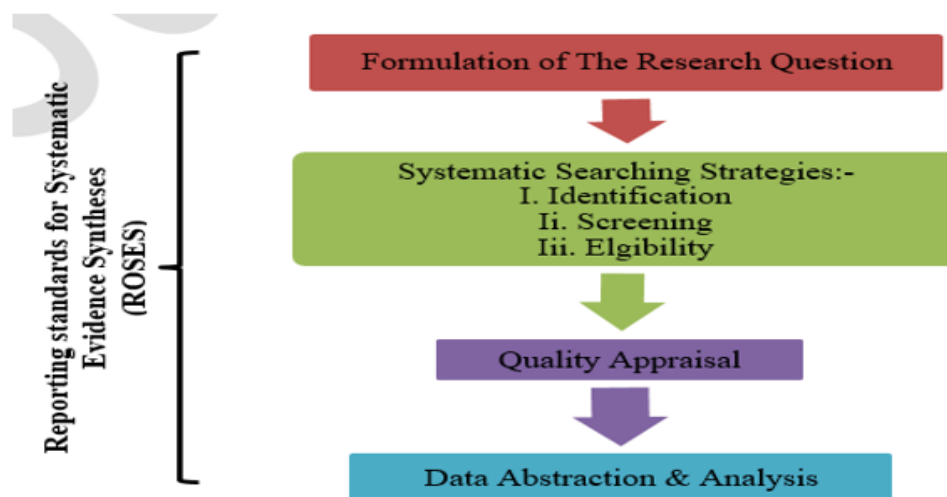 Reporting standards for Systematic
Evidence Syntheses
(ROSES)
Formulation of The Research Question
Systematic Searching Strategies:-
I. Identification
Ii. Screening
Iii. Elgibility
Quality Appraisal
Data Abstraction & Analysis